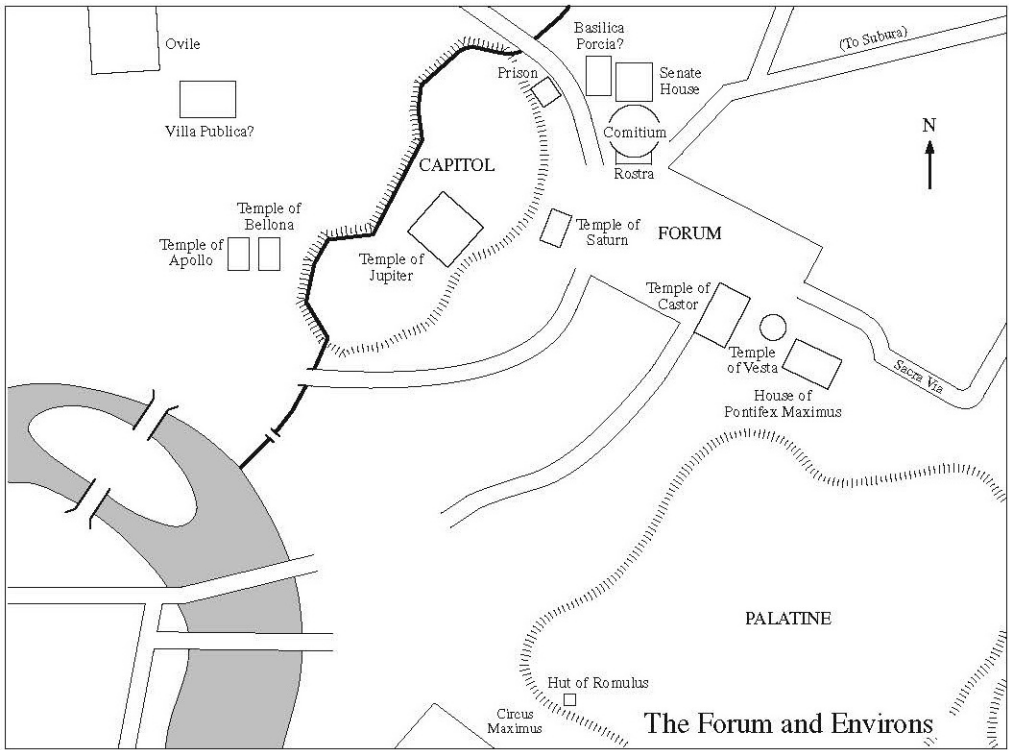 Ovile
Villa Publica?
Basilica
Porcia?
Prison
Senate
House
(To Subura)
Comitium
Rostra
N
CAPITOL
Temple of
Bellona
Temple of
Apollo
Temple of
Jupiter
Temple of
Saturn
FORUM
Temple of
Castor
Temple
of Vesta
Sacra Via
House of
Pontifex Maximus
PALATINE
Hut of Romulus
Circus
Maximus
The Forum and Environs